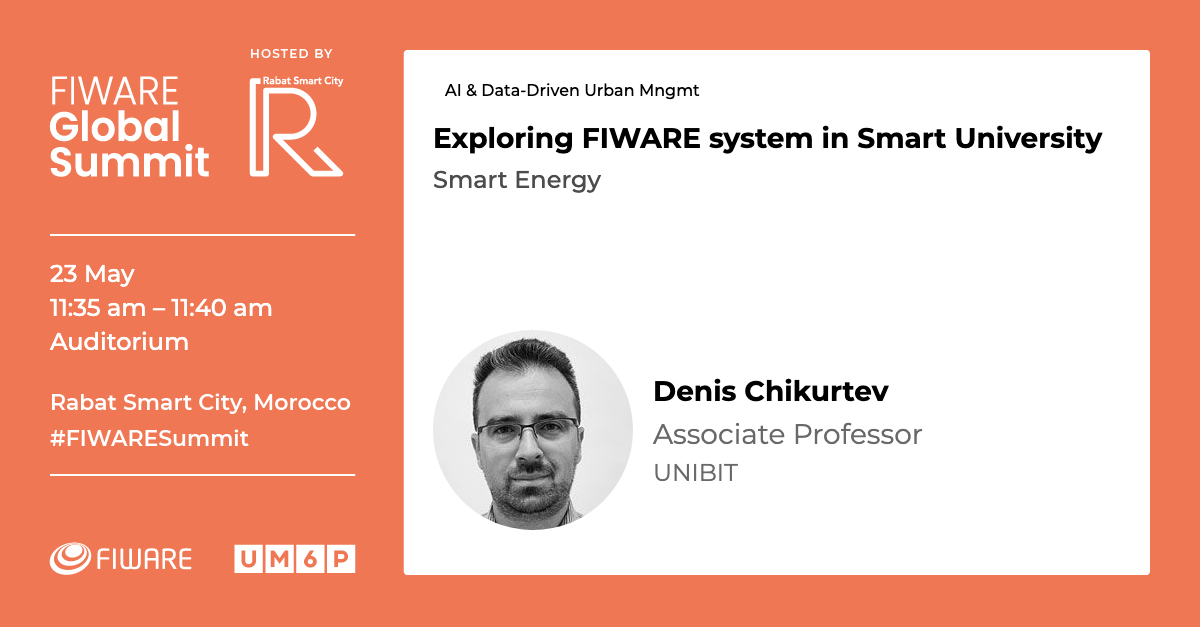 HOSTED BY
FIWARE
Global
Summit
Rabat Smart City
R
23 May
11:35 am – 11:40 am
Auditorium
Rabat Smart City, Morocco
#FIWARESummit
FIWARE
UM6P
AI & Data-Driven Urban Mngmt
Exploring FIWARE system in Smart University
Smart Energy
Denis Chikurtev
Associate Professor
UNIBIT